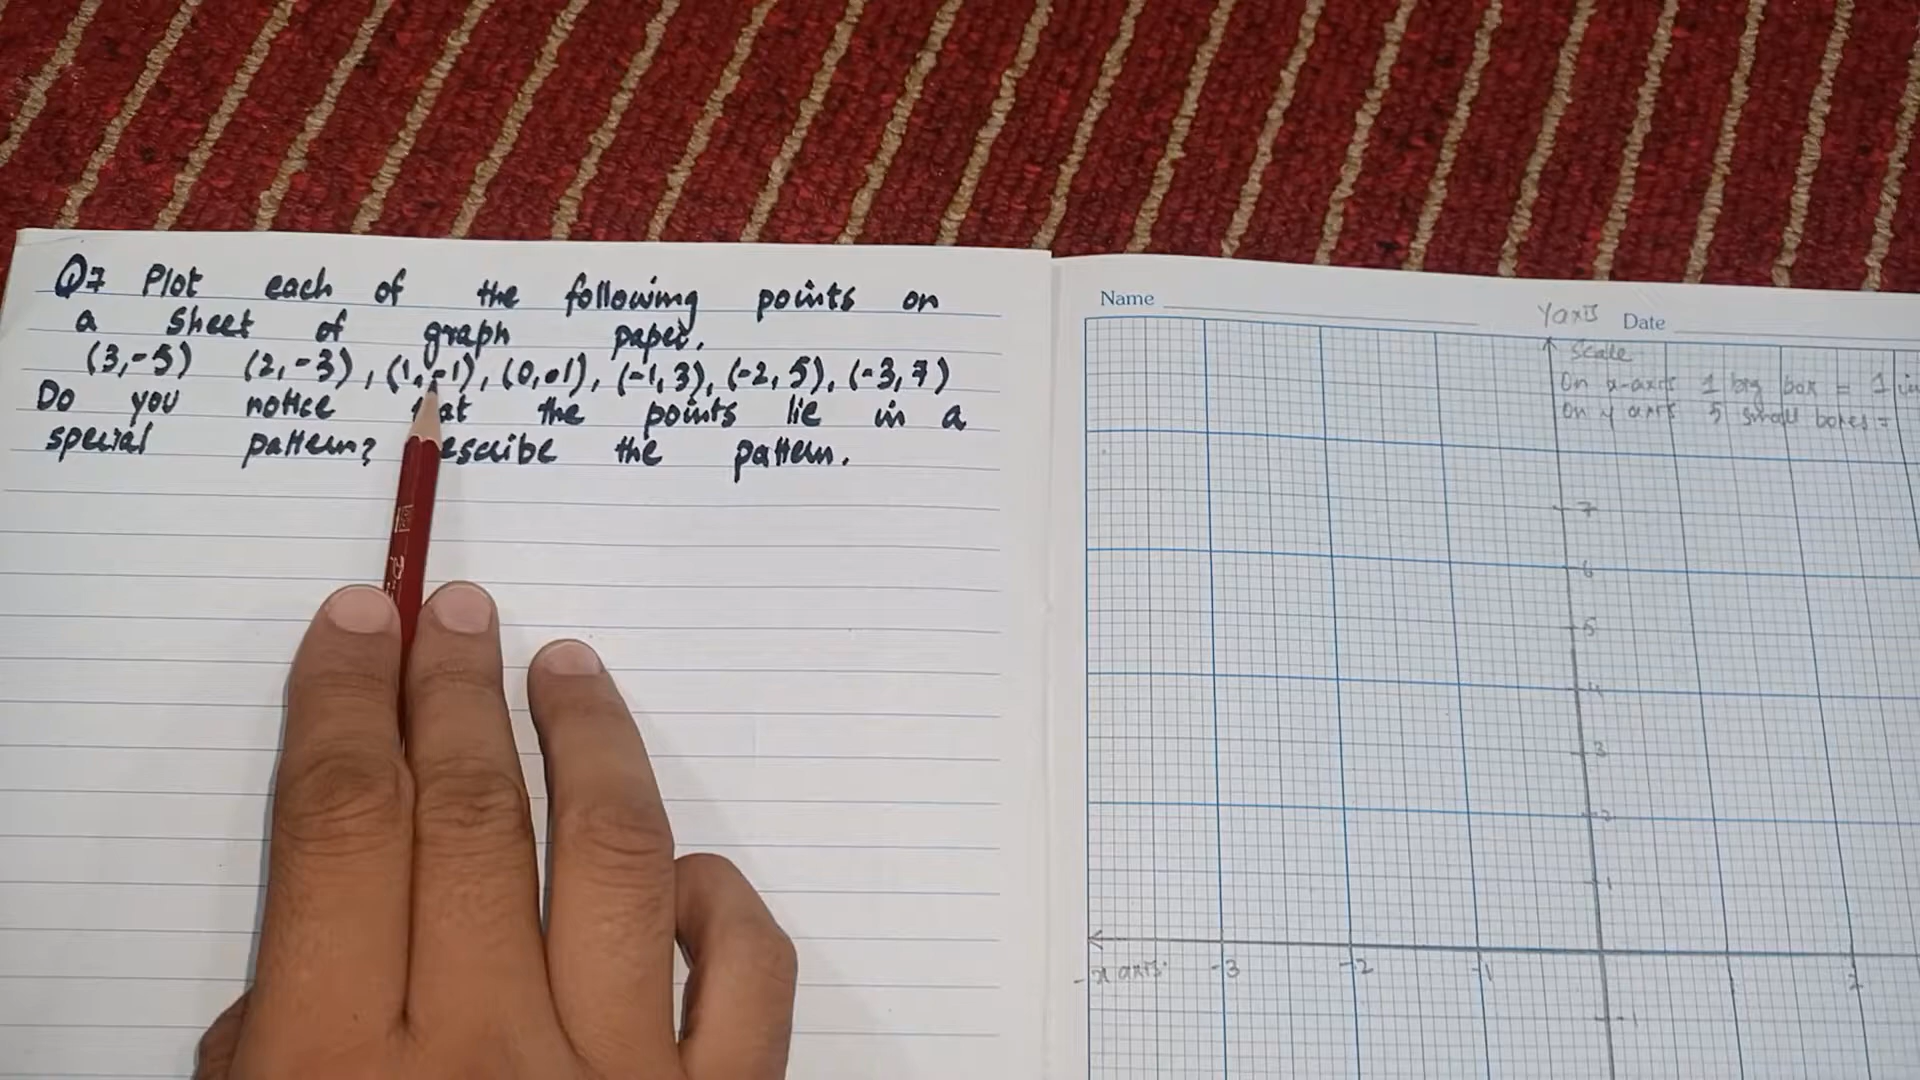 Q7 Plot each of the following points on
a sheet of graph paper.
(3,-5) (2,-3), (1,-1), (0,1), (-1,3), (-2,5), (-3,7)
Do you notice that the points lie in a
special pattern? escribe the pattern.
Name
Y axis
Date
Scale
On x-axis 1 big box = 1
On y axis 5 small boxes =
7
6
5
4
3
2
1
-x axis
-3
-2
-1
2
-1